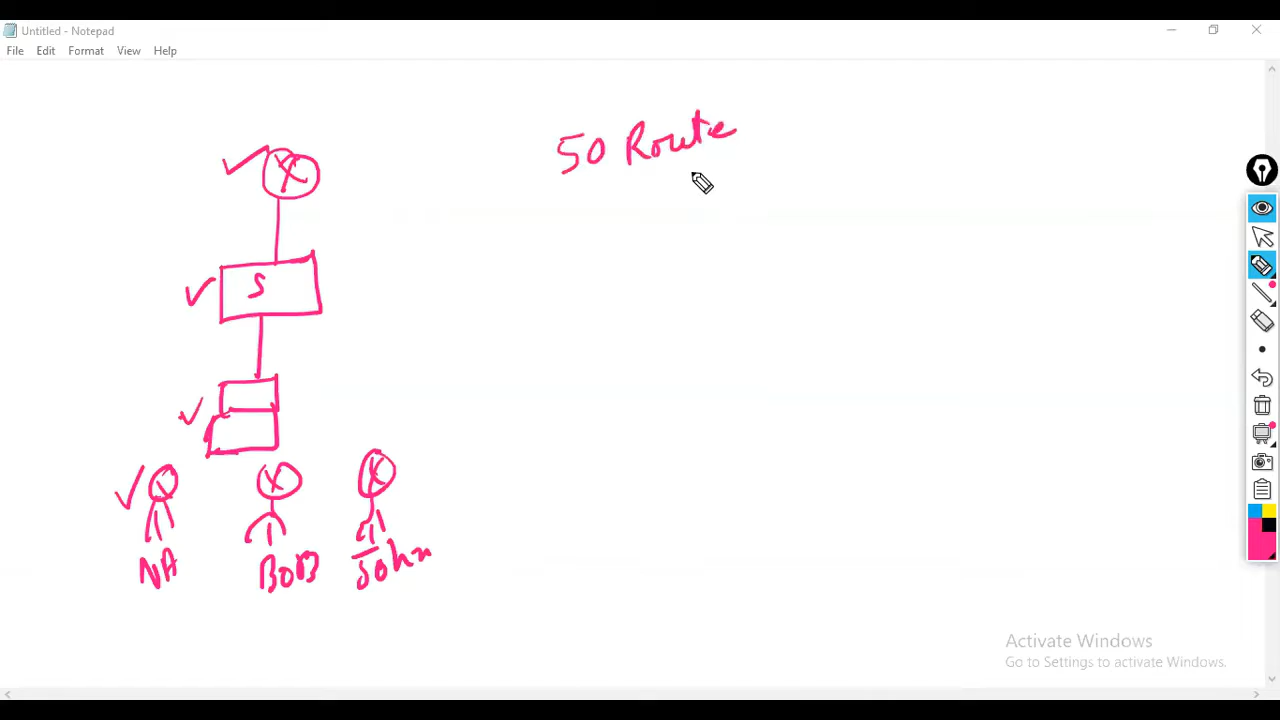 Untitled - Notepad
File Edit Format View Help
50 Route
X
S
X X X
NA BOB John
Activate Windows
Go to Settings to activate Windows.